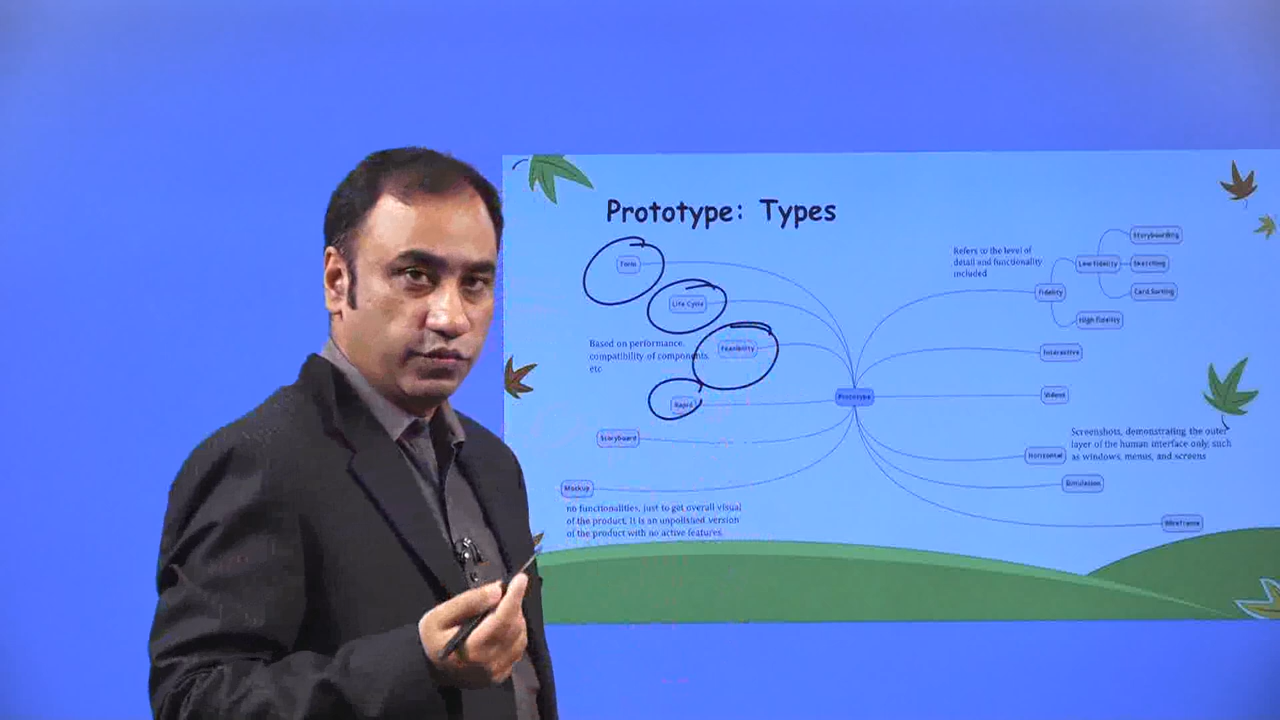 Prototype: Types
Term
Life Cycle
Feasibility
Based on performance,
compatibility of components,
etc
Rapid
Storyboard
Mockup
no functionalities, just to get overall visual
of the product, It is an unpolished version
of the product with no active features.
Prototype
Refers to the level of
detail and functionality
included
Fidelity
Low fidelity
Storyboarding
Sketching
Card Sorting
High fidelity
Interactive
Videos
Horizontal
Screenshots, demonstrating the outer
layer of the human interface only, such
as windows, menus, and screens
Simulation
Wireframe